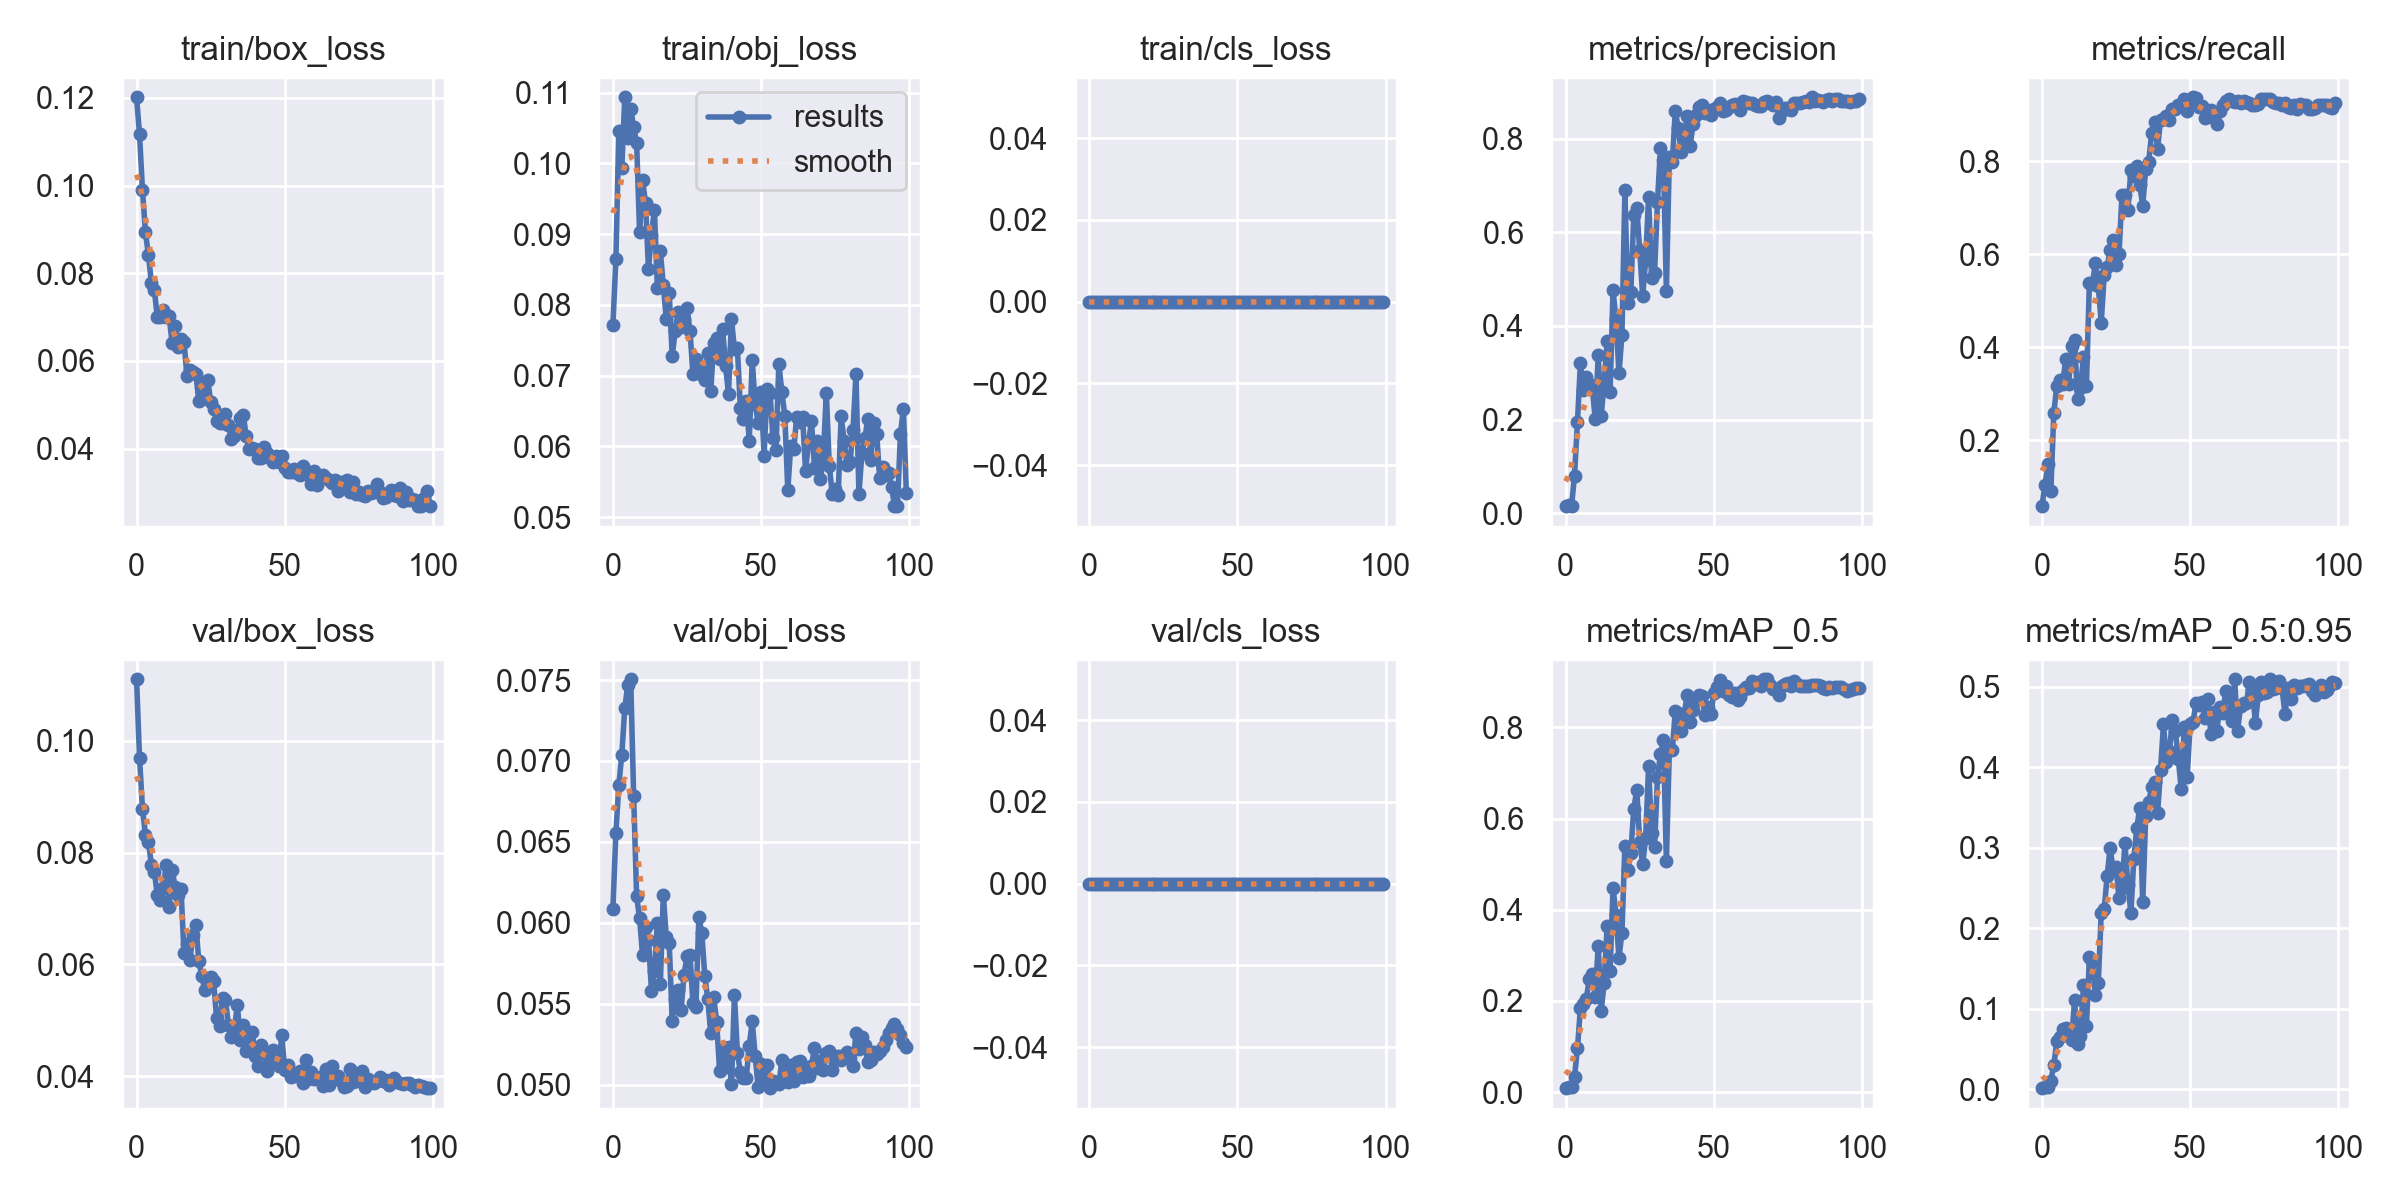 train/box_loss
0.12
0.10
0.08
0.06
0.04
0 50 100
train/obj_loss
results
smooth
0.11
0.10
0.09
0.08
0.07
0.06
0.05
0 50 100
train/cls_loss
0.04
0.02
0.00
−0.02
−0.04
0 50 100
metrics/precision
0.8
0.6
0.4
0.2
0.0
0 50 100
metrics/recall
0.8
0.6
0.4
0.2
0 50 100
val/box_loss
0.10
0.08
0.06
0.04
0 50 100
val/obj_loss
0.075
0.070
0.065
0.060
0.055
0.050
0 50 100
val/cls_loss
0.04
0.02
0.00
−0.02
−0.04
0 50 100
metrics/mAP_0.5
0.8
0.6
0.4
0.2
0.0
0 50 100
metrics/mAP_0.5:0.95
0.5
0.4
0.3
0.2
0.1
0.0
0 50 100